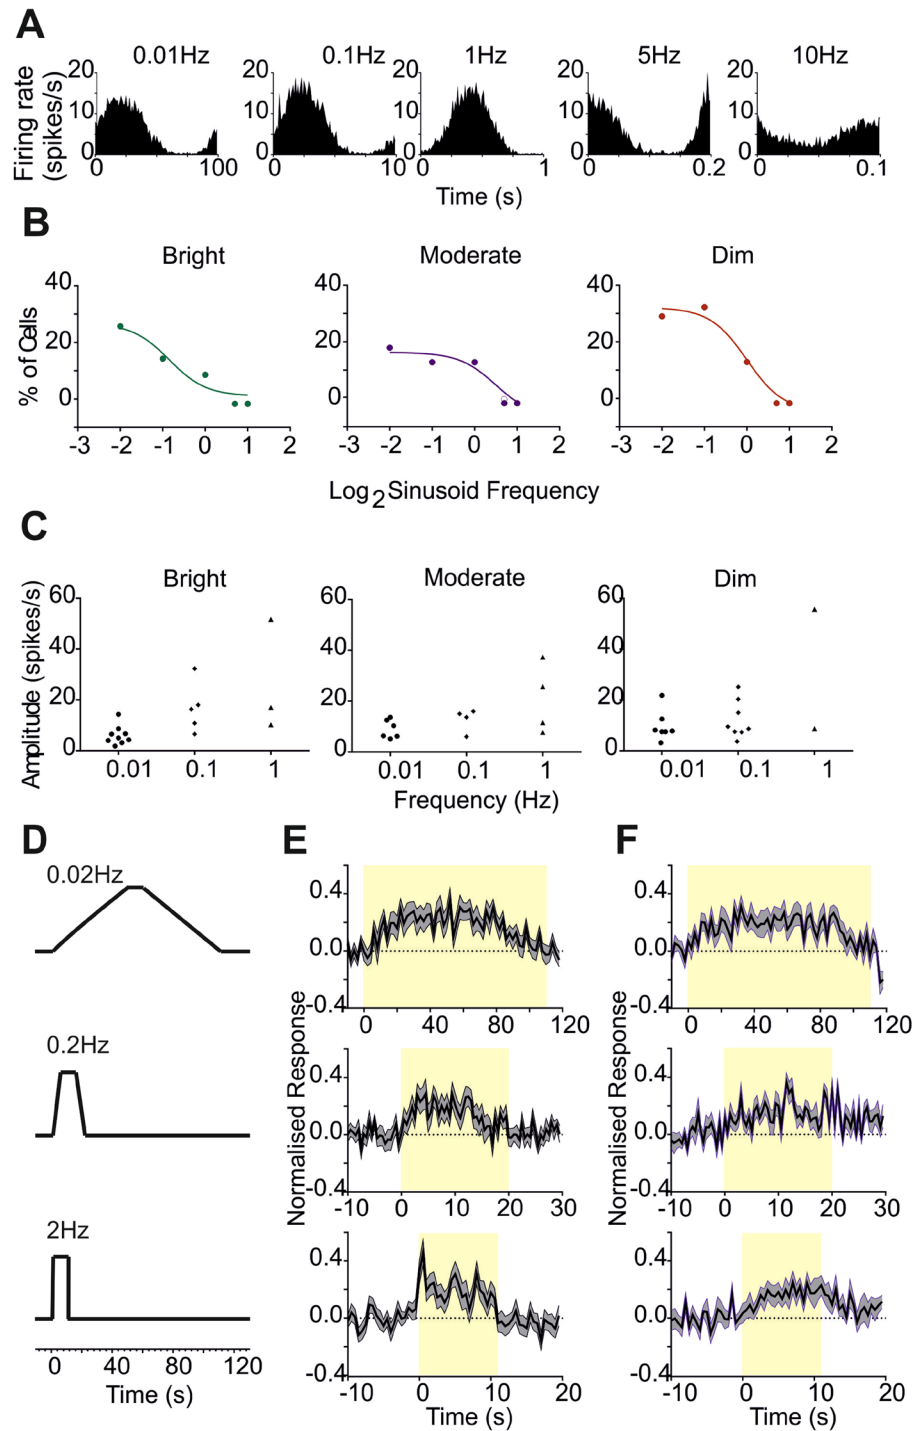 A
0.01Hz 0.1Hz 1Hz 5Hz 10Hz
Firing rate
(spikes/s)
20 20 20 20 20
10 10 10 10 10
0 0 0 0 0
0 100 0 10 0 1 0 0.2 0 0.1
Time (s)
B
Bright Moderate Dim
% of Cells
40 40 40
20 20 20
0 0 0
-3 -2 -1 0 1 2 -3 -2 -1 0 1 2 -3 -2 -1 0 1 2
Log2Sinusoid Frequency
C
Bright Moderate Dim
Amplitude (spikes/s)
60 60 60
40 40 40
20 20 20
0 0 0
0.01 0.1 1 0.01 0.1 1 0.01 0.1 1
Frequency (Hz)
D E F
0.02Hz
0.4 0.4
0.0 0.0
-0.4 -0.4
0 40 80 120 0 40 80 120
Normalised Response Normalised Response
0.2Hz
0.4 0.4
0.0 0.0
-0.4 -0.4
-10 0 10 20 30 -10 0 10 20 30
2Hz
0.4 0.4
0.0 0.0
-0.4 -0.4
0 40 80 120 -10 0 10 20 -10 0 10 20
Time (s) Time (s) Time (s)